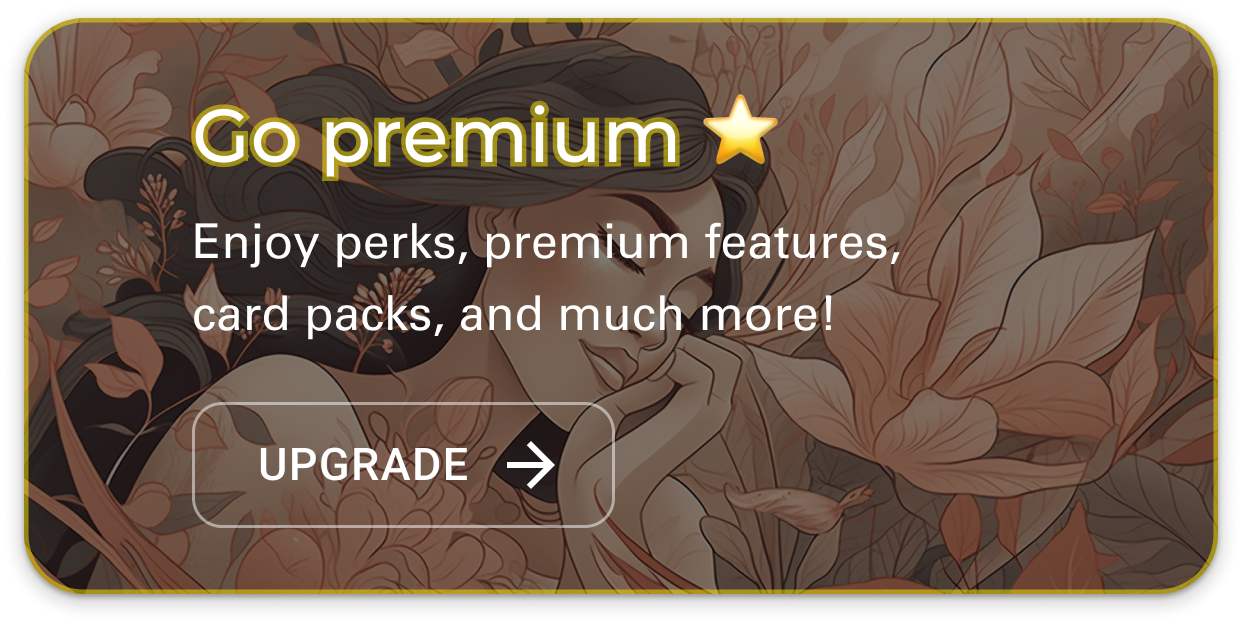 Go premium ⭐
Enjoy perks, premium features,
card packs, and much more!
UPGRADE →